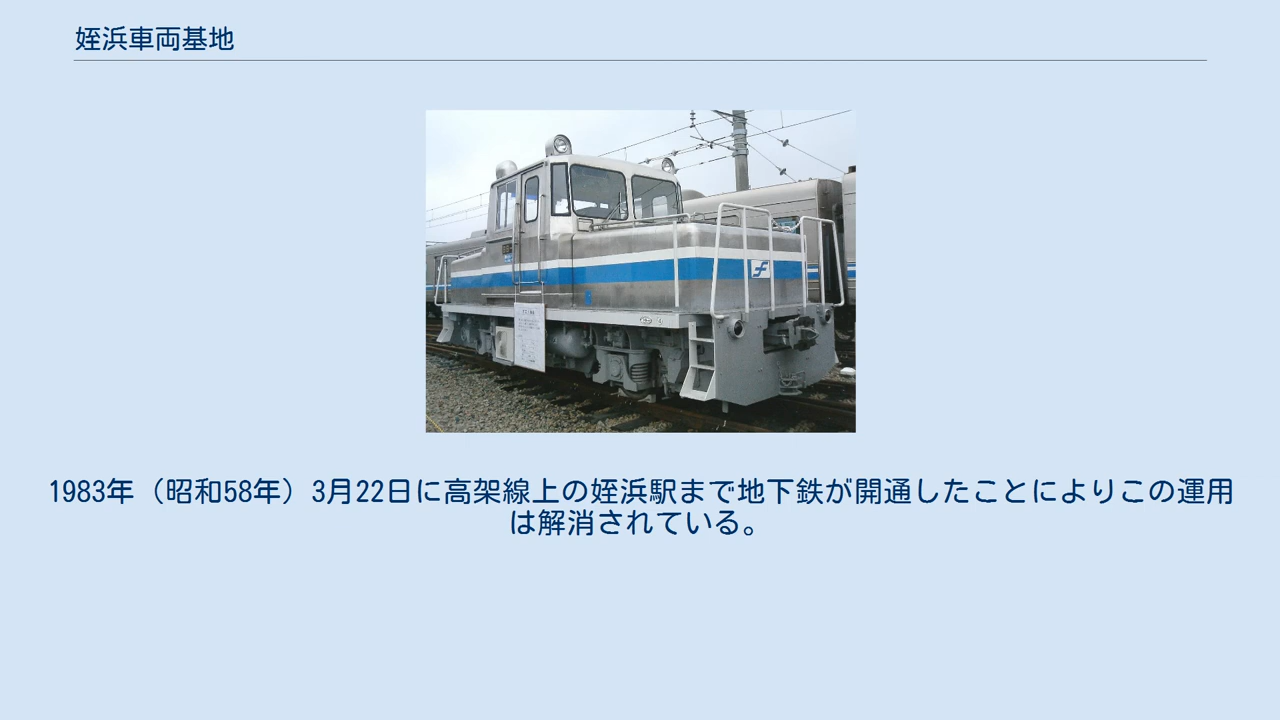 姪浜車両基地
1983年（昭和58年）3月22日に高架線上の姪浜駅まで地下鉄が開通したことによりこの運用
は解消されている。